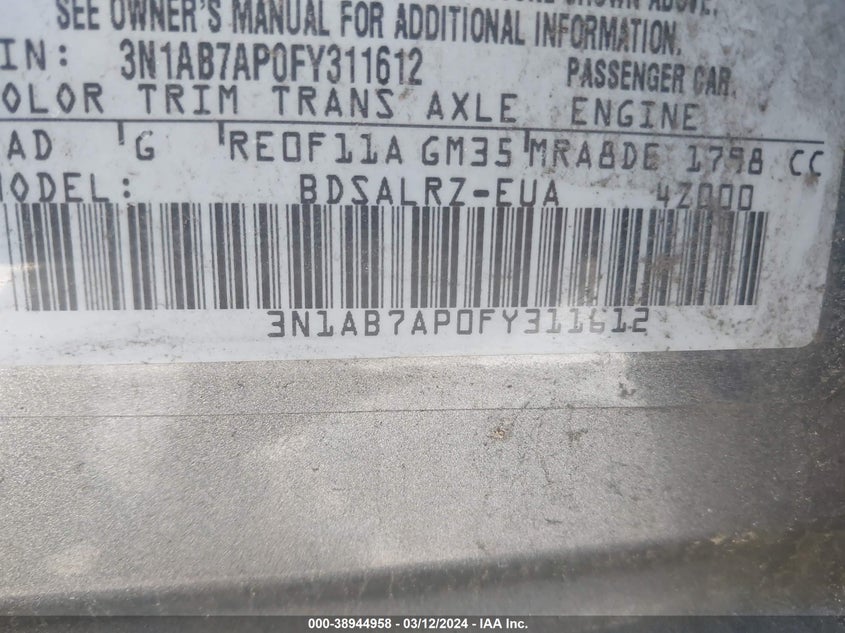 SEE OWNER'S MANUAL FOR ADDITIONAL INFORMATION.
IN: 3N1AB7AP0FY311612 PASSENGER CAR
OLOR TRIM TRANS AXLE ENGINE
AD G RE0F11A GM35 MRA8DE 1798 CC
MODEL: BDSALRZ-EUA 4Z000
3N1AB7AP0FY311612
000-38944958 - 03/12/2024 - IAA Inc.